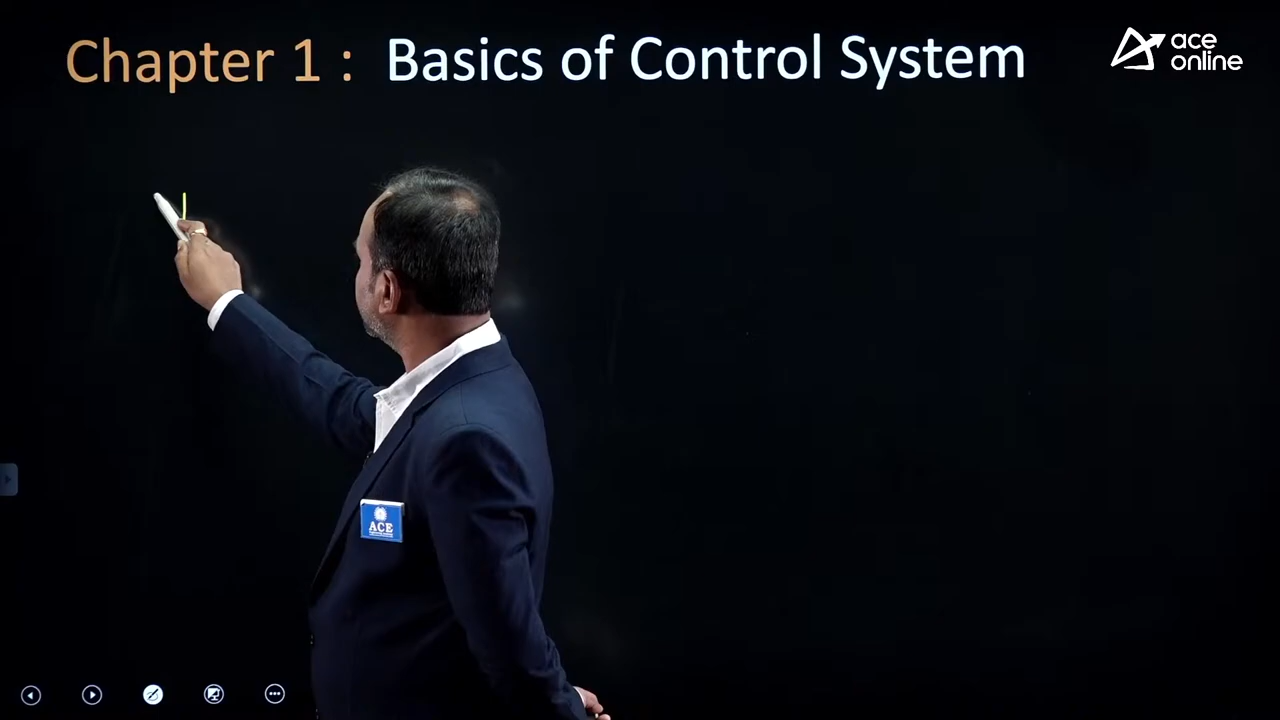 Chapter 1 : Basics of Control System
ace
online
ACE